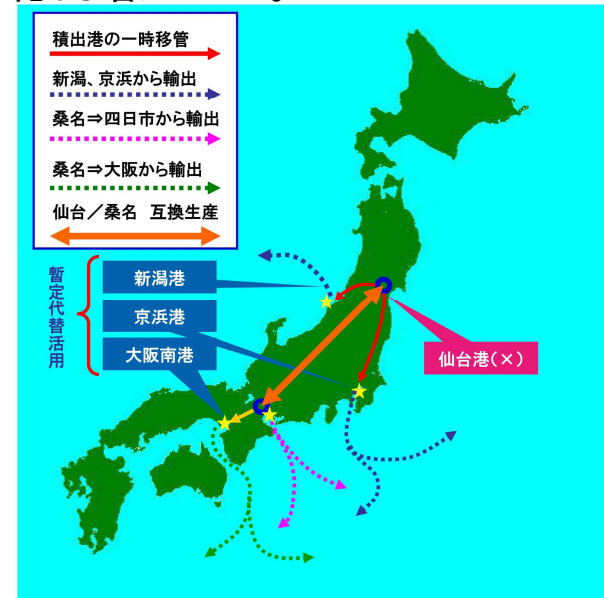 積出港の一時移管
新潟、京浜から輸出
桑名⇒四日市から輸出
桑名⇒大阪から輸出
仙台／桑名 互換生産
暫定代替活用
新潟港
京浜港
大阪南港
仙台港（×）